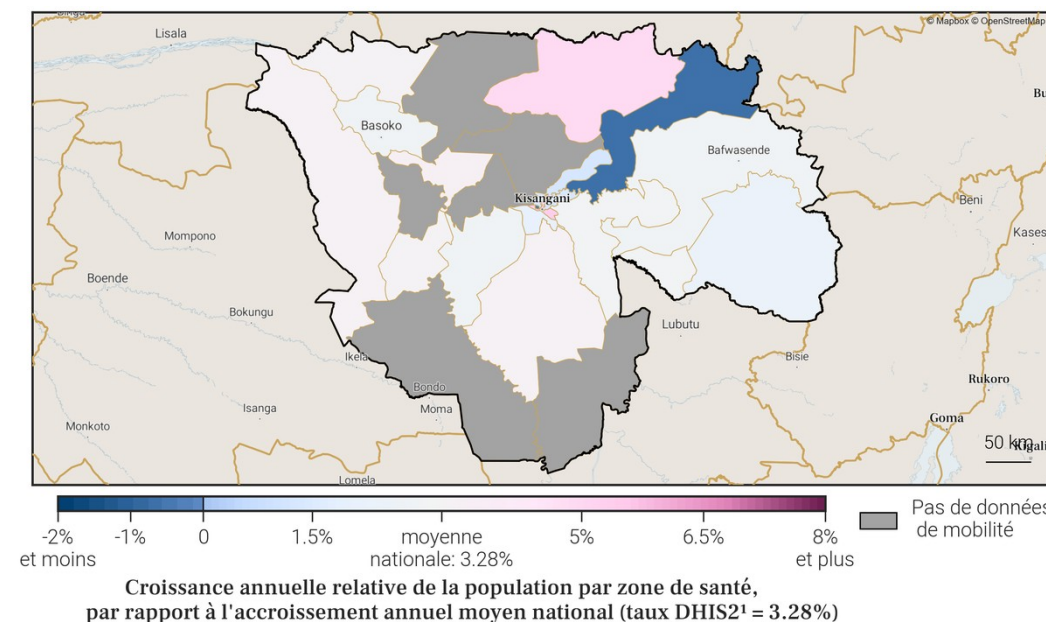 © Mapbox © OpenStreetMap
Lisala
Bu
Basoko
Bafwasende
Kisangani
Beni
Mompono
Kases
Boende
Bokungu
Lubutu
Ikela
Bisie
Bondo
Rukoro
Isanga
Moma
Goma
Monkoto
50 km
Kigali
Lomela
-2%
et moins
-1%
0
1.5%
moyenne
nationale: 3.28%
5%
6.5%
8%
et plus
Pas de données
de mobilité
Croissance annuelle relative de la population par zone de santé,
par rapport à l'accroissement annuel moyen national (taux DHIS2¹ = 3.28%)